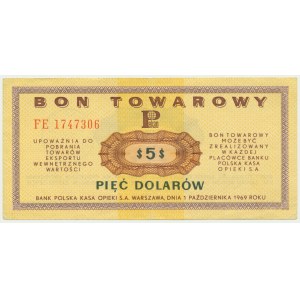 BON TOWAROWY
FE 1747306
UPOWAŻNIA DO
POBRANIA
TOWARÓW
EKSPORTU
WEWNĘTRZNEGO
WARTOŚCI
BON TOWAROWY
MOŻE BYĆ
ZREALIZOWANY
W KAŻDEJ
PLACÓWCE BANKU
POLSKA KASA
OPIEKI S.A.
$5$
PIĘĆ DOLARÓW
BANK POLSKA KASA OPIEKI S.A. WARSZAWA, DNIA 1 PAŹDZIERNIKA 1969 ROKU